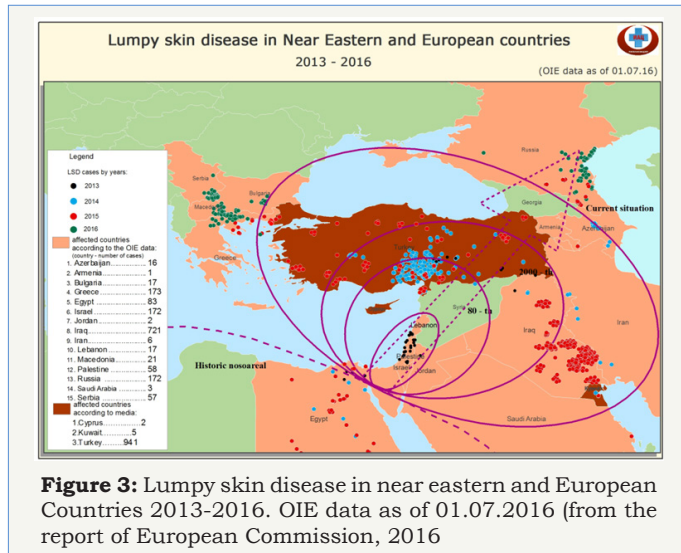 Lumpy skin disease in Near Eastern and European countries
2013 - 2016
(OIE data as of 01.07.16)
Legend
LSD cases by years:
2013
2014
2015
2016
affected countries
according to the OIE data:
(country - number of cases)
1. Azerbaijan 16
2. Armenia 1
3. Bulgaria 17
4. Greece 173
5. Egypt 83
6. Israel 172
7. Jordan 2
8. Iraq 721
9. Iran 6
10. Lebanon 17
11. Macedonia 21
12. Palestine 58
13. Russia 172
14. Saudi Arabia 3
15. Serbia 57
affected countries
according to media:
1.Cyprus 2
2.Kuwait 5
3.Turkey 941
Russia
Serbia
Bulgaria
Georgia
Current situation
Armenia
Azerbaijan
Greece
Syria
80 - ta
Lebanon
Iraq
Iran
Israel
Jordan
Historic nosoareal
Egypt
Saudi Arabia
Figure 3: Lumpy skin disease in near eastern and European
Countries 2013-2016. OIE data as of 01.07.2016 (from the
report of European Commission, 2016